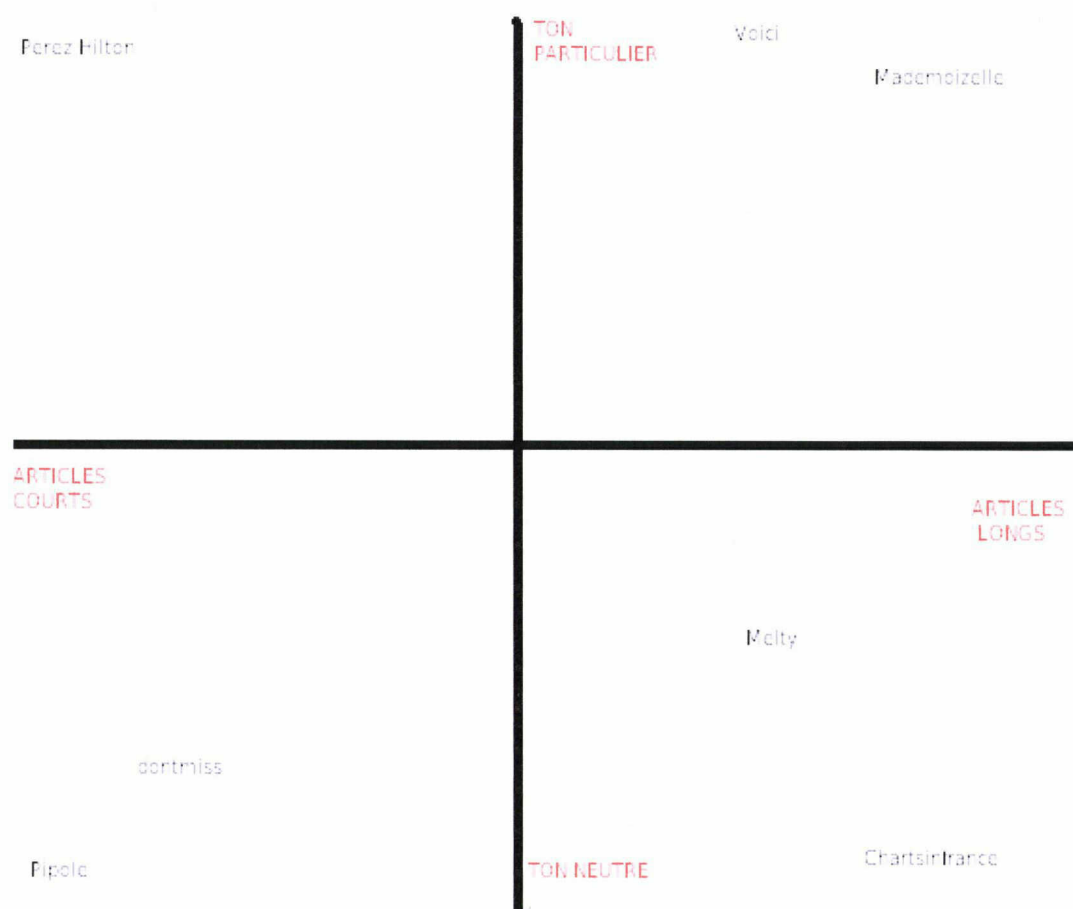 Perez Hilton
TON
PARTICULIER
Voici
Mademoizelle
ARTICLES
COURTS
ARTICLES
LONGS
Melty
dontmiss
Pipole
TON NEUTRE
Chartsinfrance